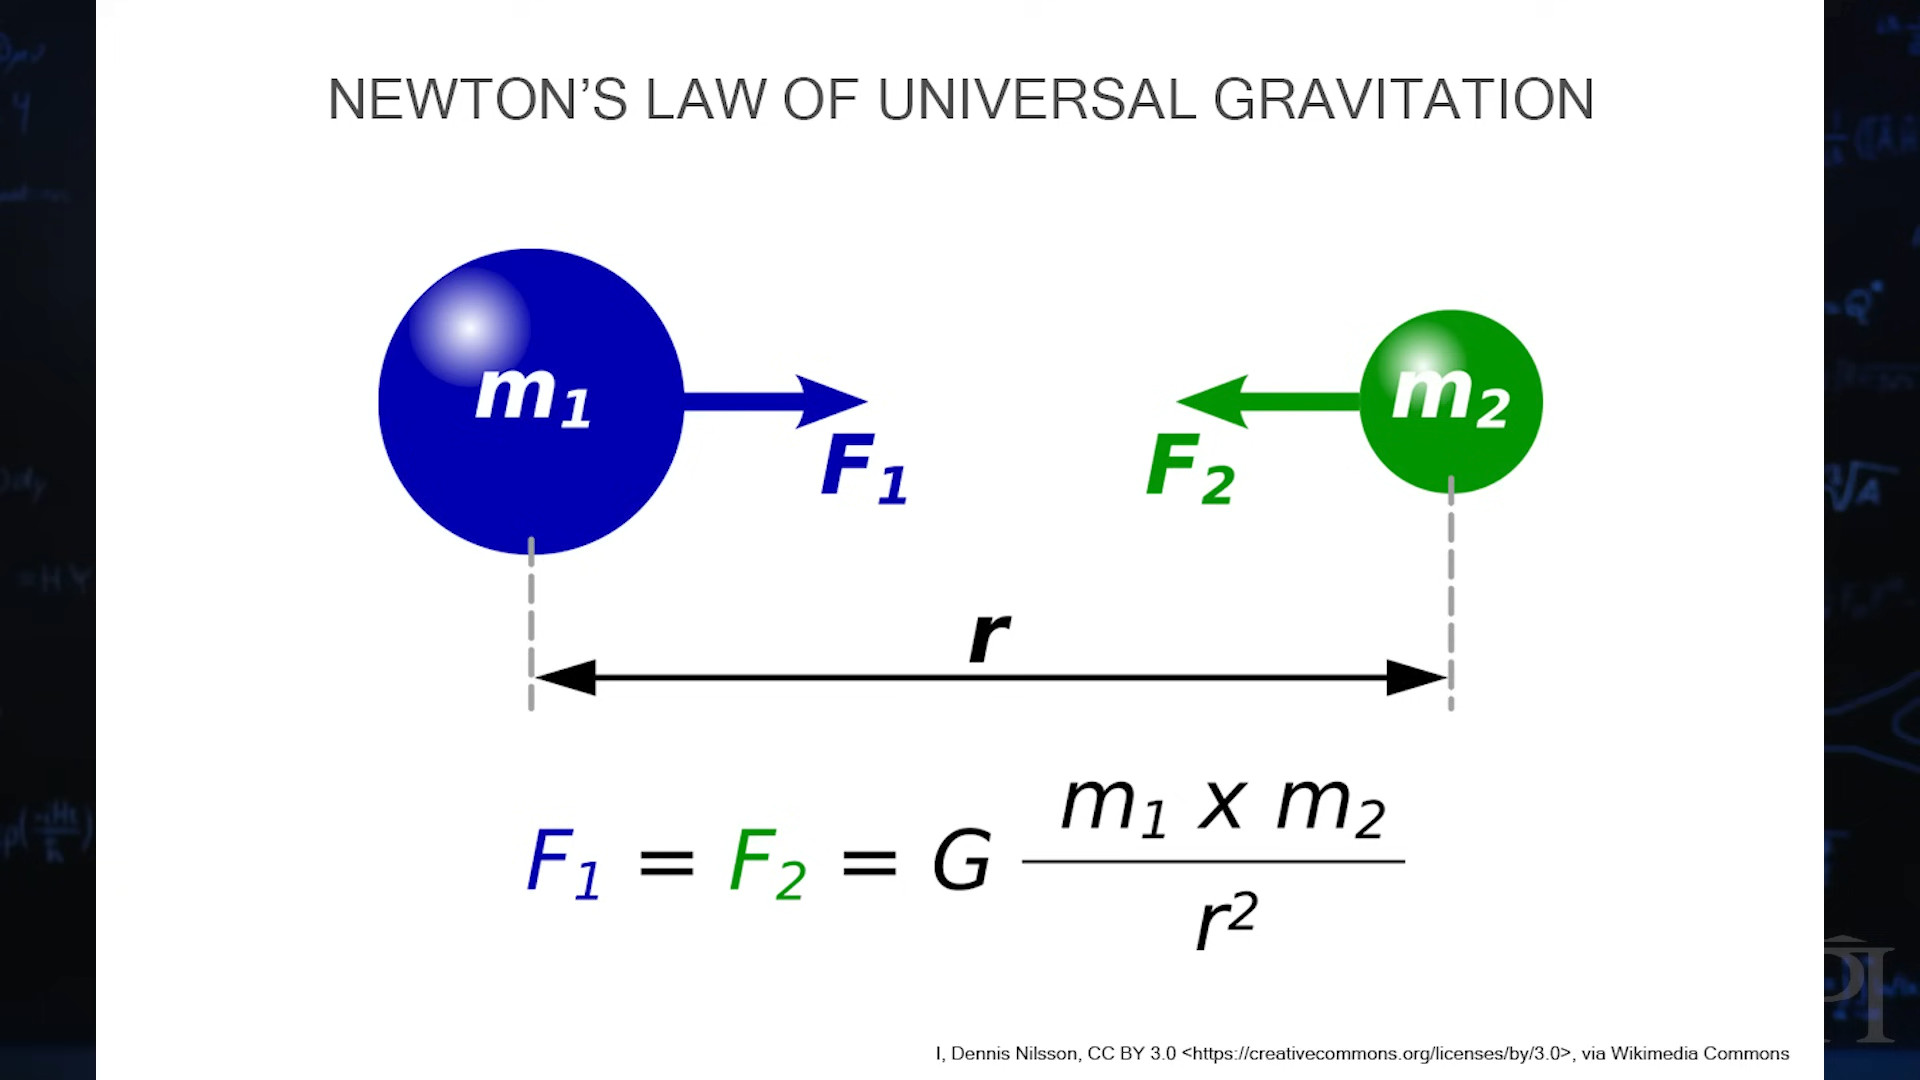 NEWTON’S LAW OF UNIVERSAL GRAVITATION
m₁
m₂
F₁
F₂
r
F₁ = F₂ = G m₁ x m₂
r²
I, Dennis Nilsson, CC BY 3.0 <https://creativecommons.org/licenses/by/3.0>, via Wikimedia Commons
PI